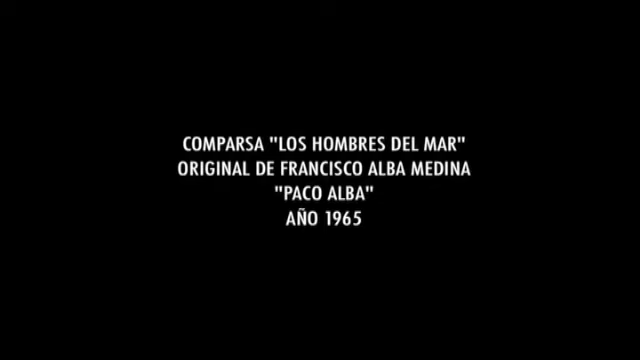 COMPARSA "LOS HOMBRES DEL MAR"
ORIGINAL DE FRANCISCO ALBA MEDINA
"PACO ALBA"
AÑO 1965